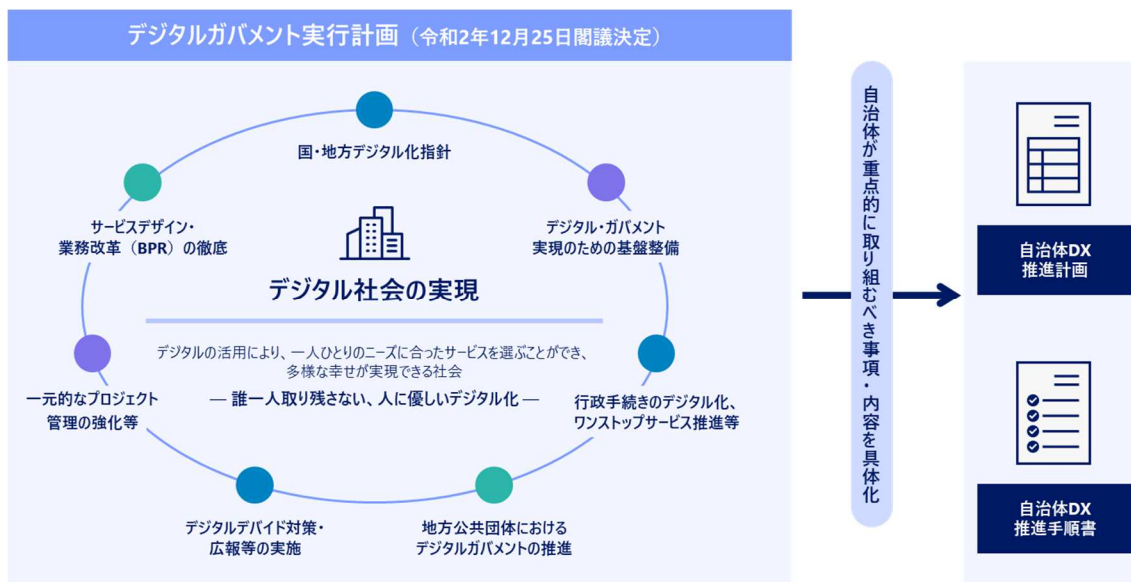 デジタルガバメント実行計画（令和2年12月25日閣議決定）
国・地方デジタル化指針
デジタル・ガバメント
実現のための基盤整備
行政手続きのデジタル化、
ワンストップサービス推進等
地方公共団体における
デジタルガバメントの推進
デジタルデバイド対策・
広報等の実施
一元的なプロジェクト
管理の強化等
サービスデザイン・
業務改革（BPR）の徹底
デジタル社会の実現
デジタルの活用により、一人ひとりのニーズに合ったサービスを選ぶことができ、
多様な幸せが実現できる社会
― 誰一人取り残さない、人に優しいデジタル化 ―
自治体が重点的に取り組むべき事項・内容を具体化
自治体DX
推進計画
自治体DX
推進手順書